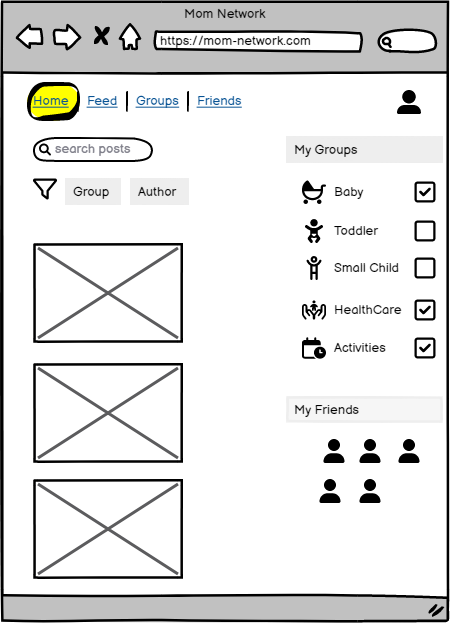 Mom Network
https://mom-network.com
Home Feed Groups Friends
search posts
Group Author
My Groups
Baby
Toddler
Small Child
HealthCare
Activities
My Friends